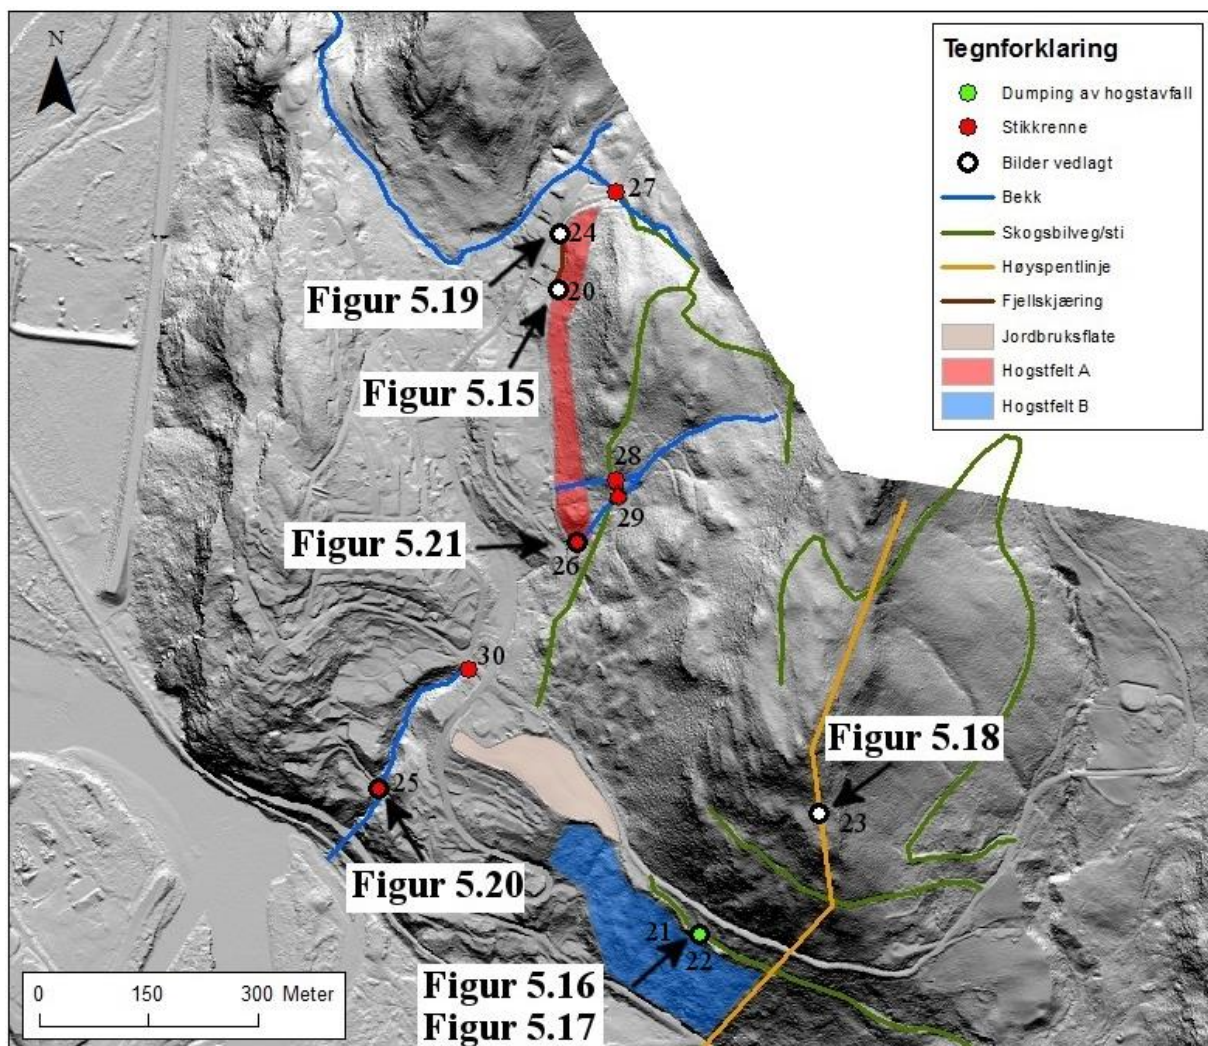 N
Tegnforklaring
Dumping av hogstavfall
Stikkrenne
Bilder vedlagt
Bekk
Skogsbilveg/sti
Høyspentlinje
Fjellskjæring
Jordbruksflate
Hogstfelt A
Hogstfelt B
27
24
Figur 5.19
20
Figur 5.15
28
29
Figur 5.21
26
30
Figur 5.18
25
23
Figur 5.20
21
22
Figur 5.16
Figur 5.17
0 150 300 Meter